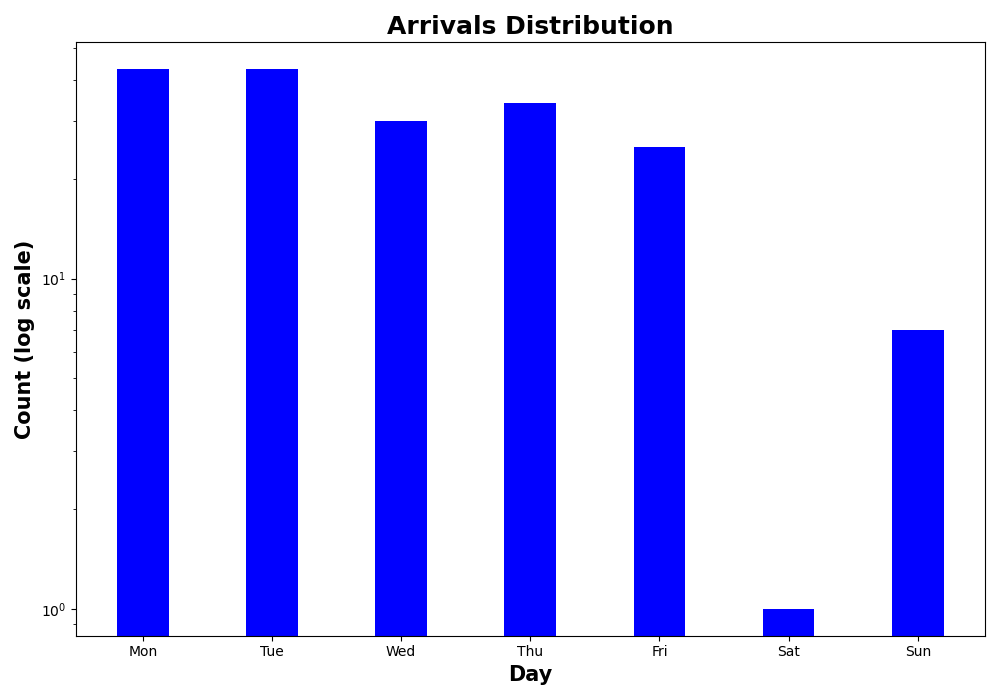 Arrivals Distribution
Count (log scale)
10¹
10⁰
Mon Tue Wed Thu Fri Sat Sun
Day